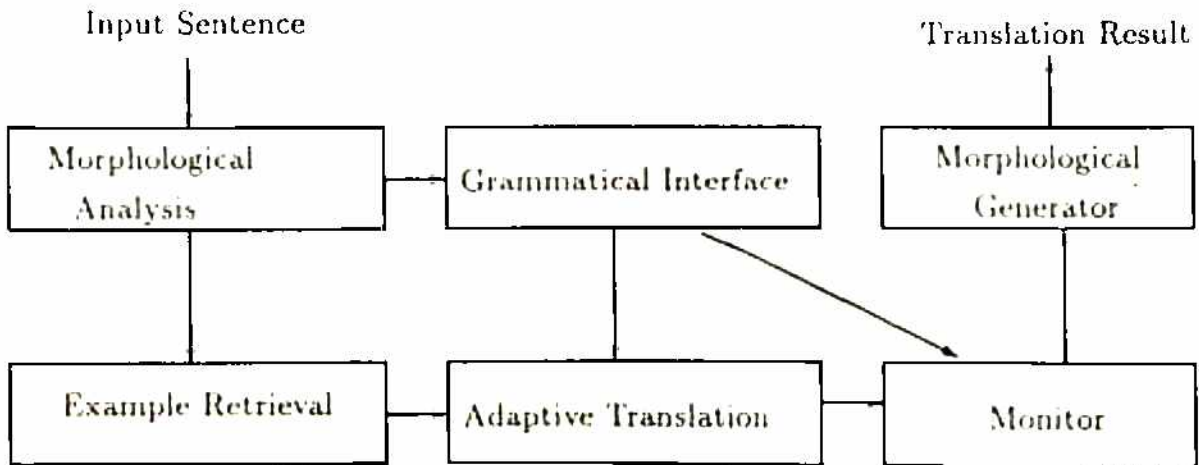 Input Sentence
Translation Result
Morphological
Analysis
Grammatical Interface
Morphological
Generator
Example Retrieval
Adaptive Translation
Monitor